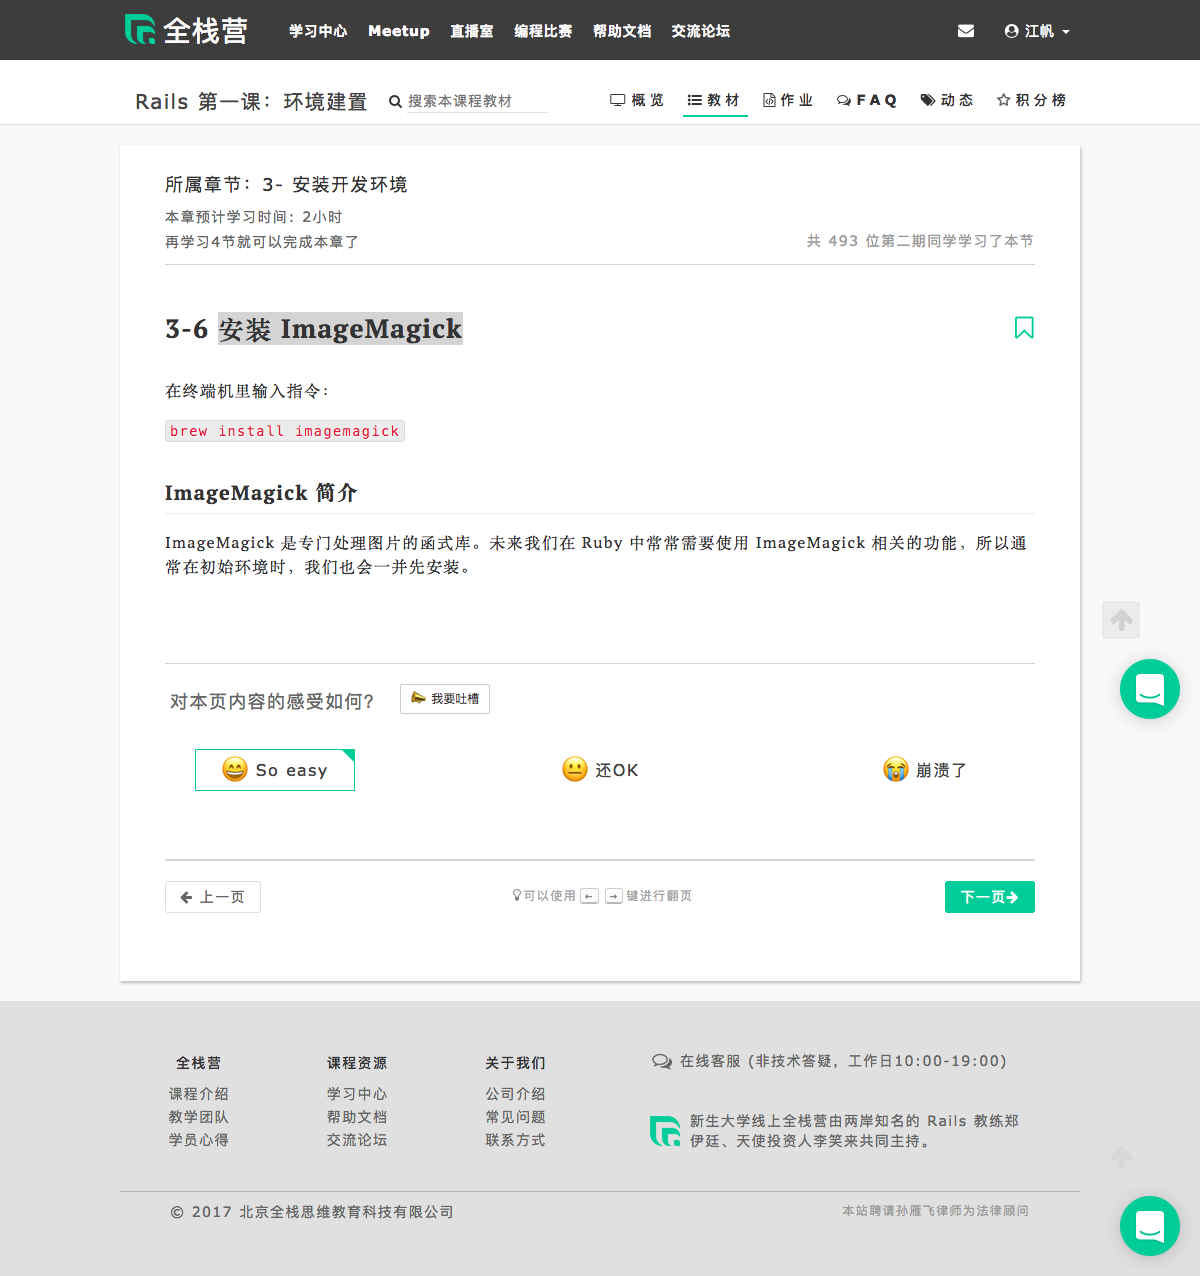 全栈营 学习中心 Meetup 直播室 编程比赛 帮助文档 交流论坛 江帆
Rails 第一课：环境建置 搜索本课程教材 概览 教材 作业 FAQ 动态 积分榜
所属章节：3- 安装开发环境
本章预计学习时间：2小时
再学习4节就可以完成本章了
共 493 位第二期同学学习了本节
3-6 安装 ImageMagick
在终端机里输入指令：
brew install imagemagick
ImageMagick 简介
ImageMagick 是专门处理图片的函式库。未来我们在 Ruby 中常常需要使用 ImageMagick 相关的功能，所以通
常在初始环境时，我们也会一并先安装。
对本页内容的感受如何? 我要吐槽
So easy 还OK 崩溃了
上一页 可以使用 ← → 键进行翻页 下一页
全栈营 课程资源 关于我们 在线客服 (非技术答疑，工作日10:00-19:00)
课程介绍 学习中心 公司介绍
教学团队 帮助文档 常见问题
学员心得 交流论坛 联系方式
新生大学线上全栈营由两岸知名的 Rails 教练郑
伊廷、天使投资人李笑来共同主持。
© 2017 北京全栈思维教育科技有限公司 本站聘请孙雁飞律师为法律顾问